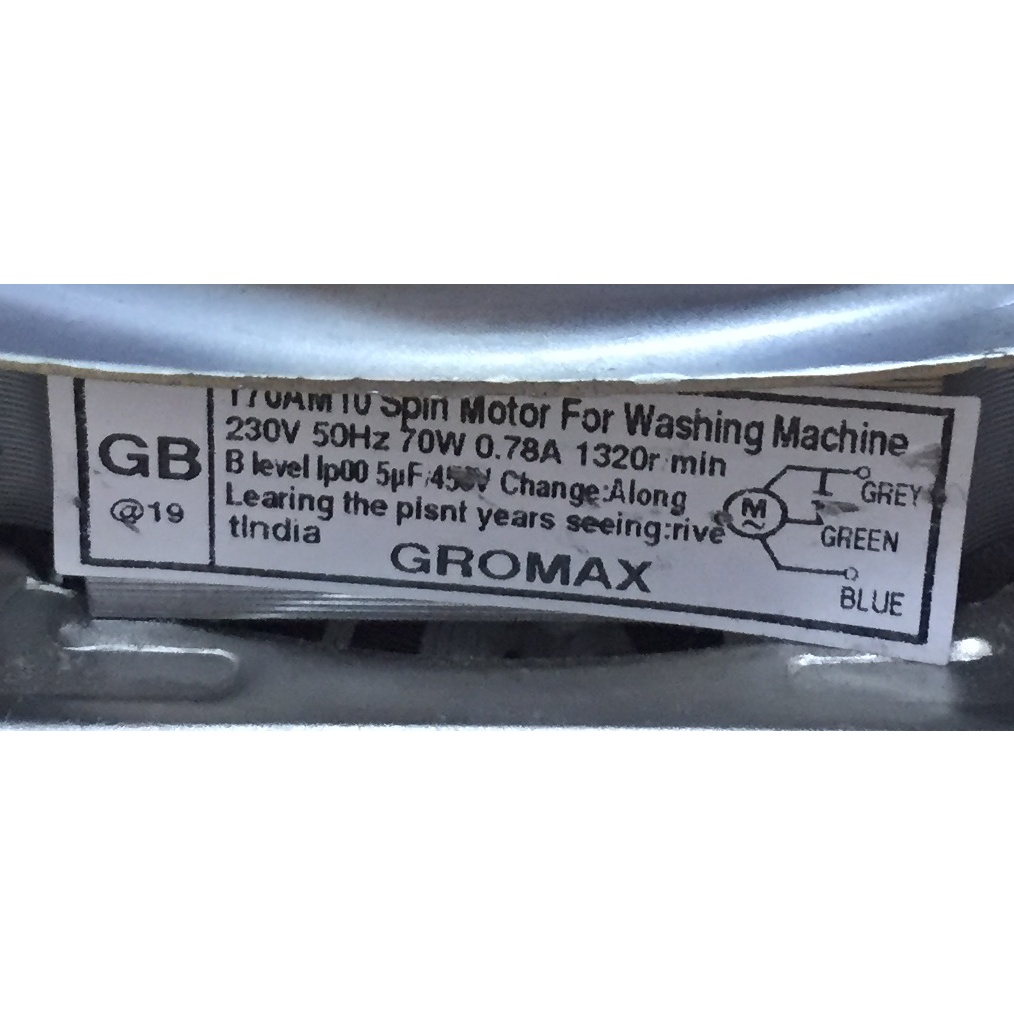 GB
@19
Spin Motor For Washing Machine
230V 50Hz 70W 0.78A 1320r min
B level Ip00 5µF Change:Along
Learing the pisnt years seeing:rive
tIndia
GROMAX
M
~
GREY
GREEN
BLUE